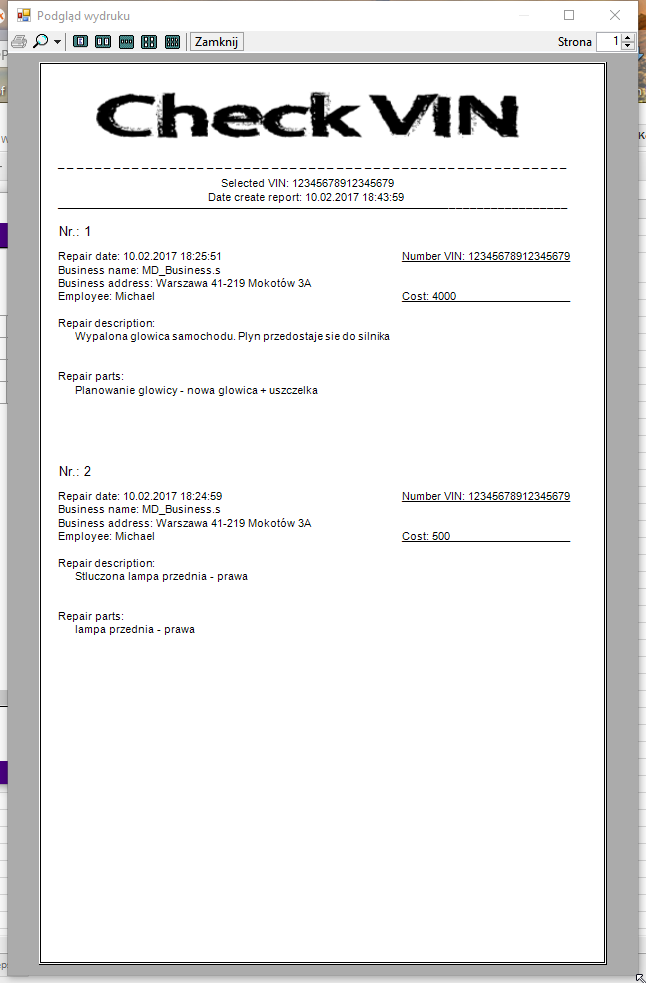 Podgląd wydruku
Zamknij
Strona 1
Check VIN
Selected VIN: 12345678912345679
Date create report: 10.02.2017 18:43:59
Nr.: 1
Repair date: 10.02.2017 18:25:51 Number VIN: 12345678912345679
Business name: MD_Business.s
Business address: Warszawa 41-219 Mokotów 3A
Employee: Michael Cost: 4000
Repair description:
Wypalona glowica samochodu. Plyn przedostaje sie do silnika
Repair parts:
Planowanie glowicy - nowa glowica + uszczelka
Nr.: 2
Repair date: 10.02.2017 18:24:59 Number VIN: 12345678912345679
Business name: MD_Business.s
Business address: Warszawa 41-219 Mokotów 3A
Employee: Michael Cost: 500
Repair description:
Stluczona lampa przednia - prawa
Repair parts:
lampa przednia - prawa